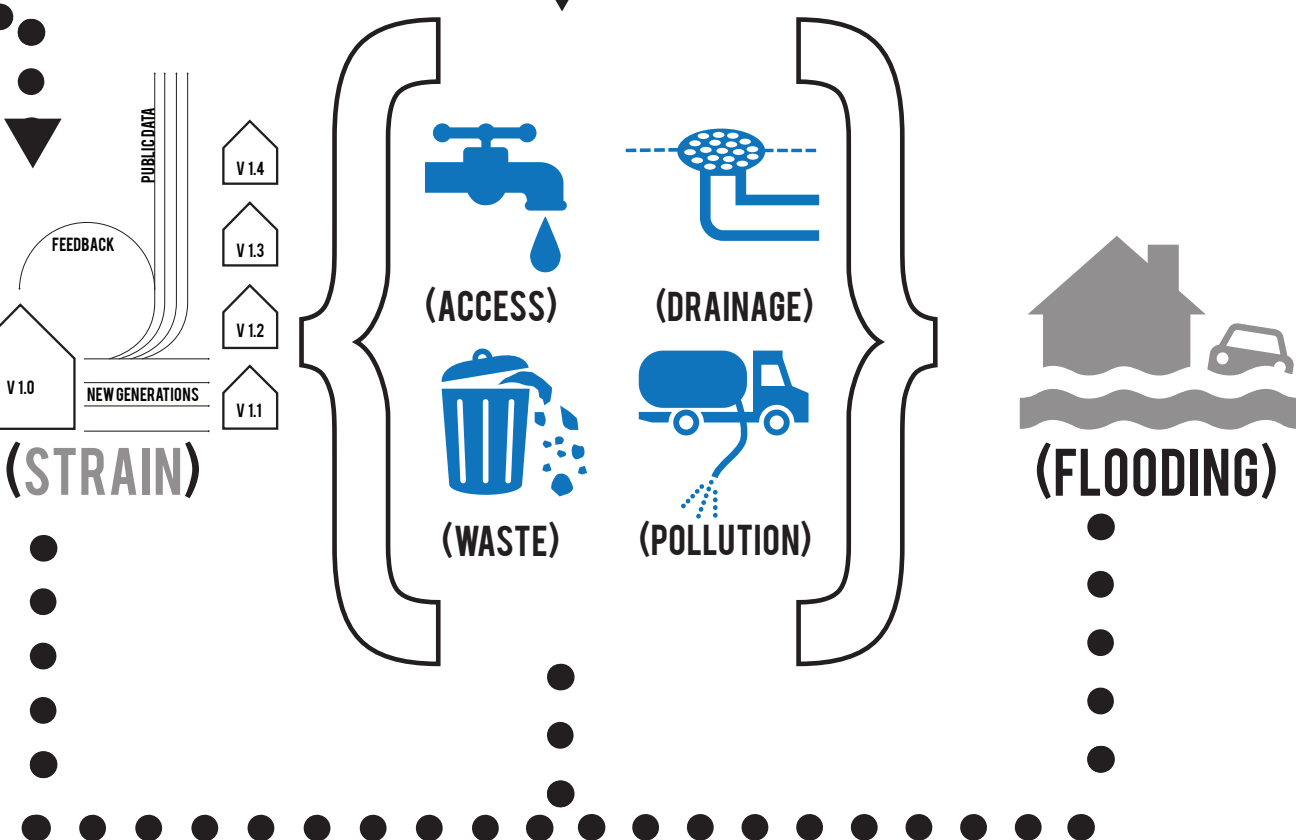 PUBLIC DATA
FEEDBACK
V 1.4
V 1.3
V 1.2
V 1.1
V 1.0
NEW GENERATIONS
(STRAIN)
(ACCESS)
(DRAINAGE)
(WASTE)
(POLLUTION)
(FLOODING)